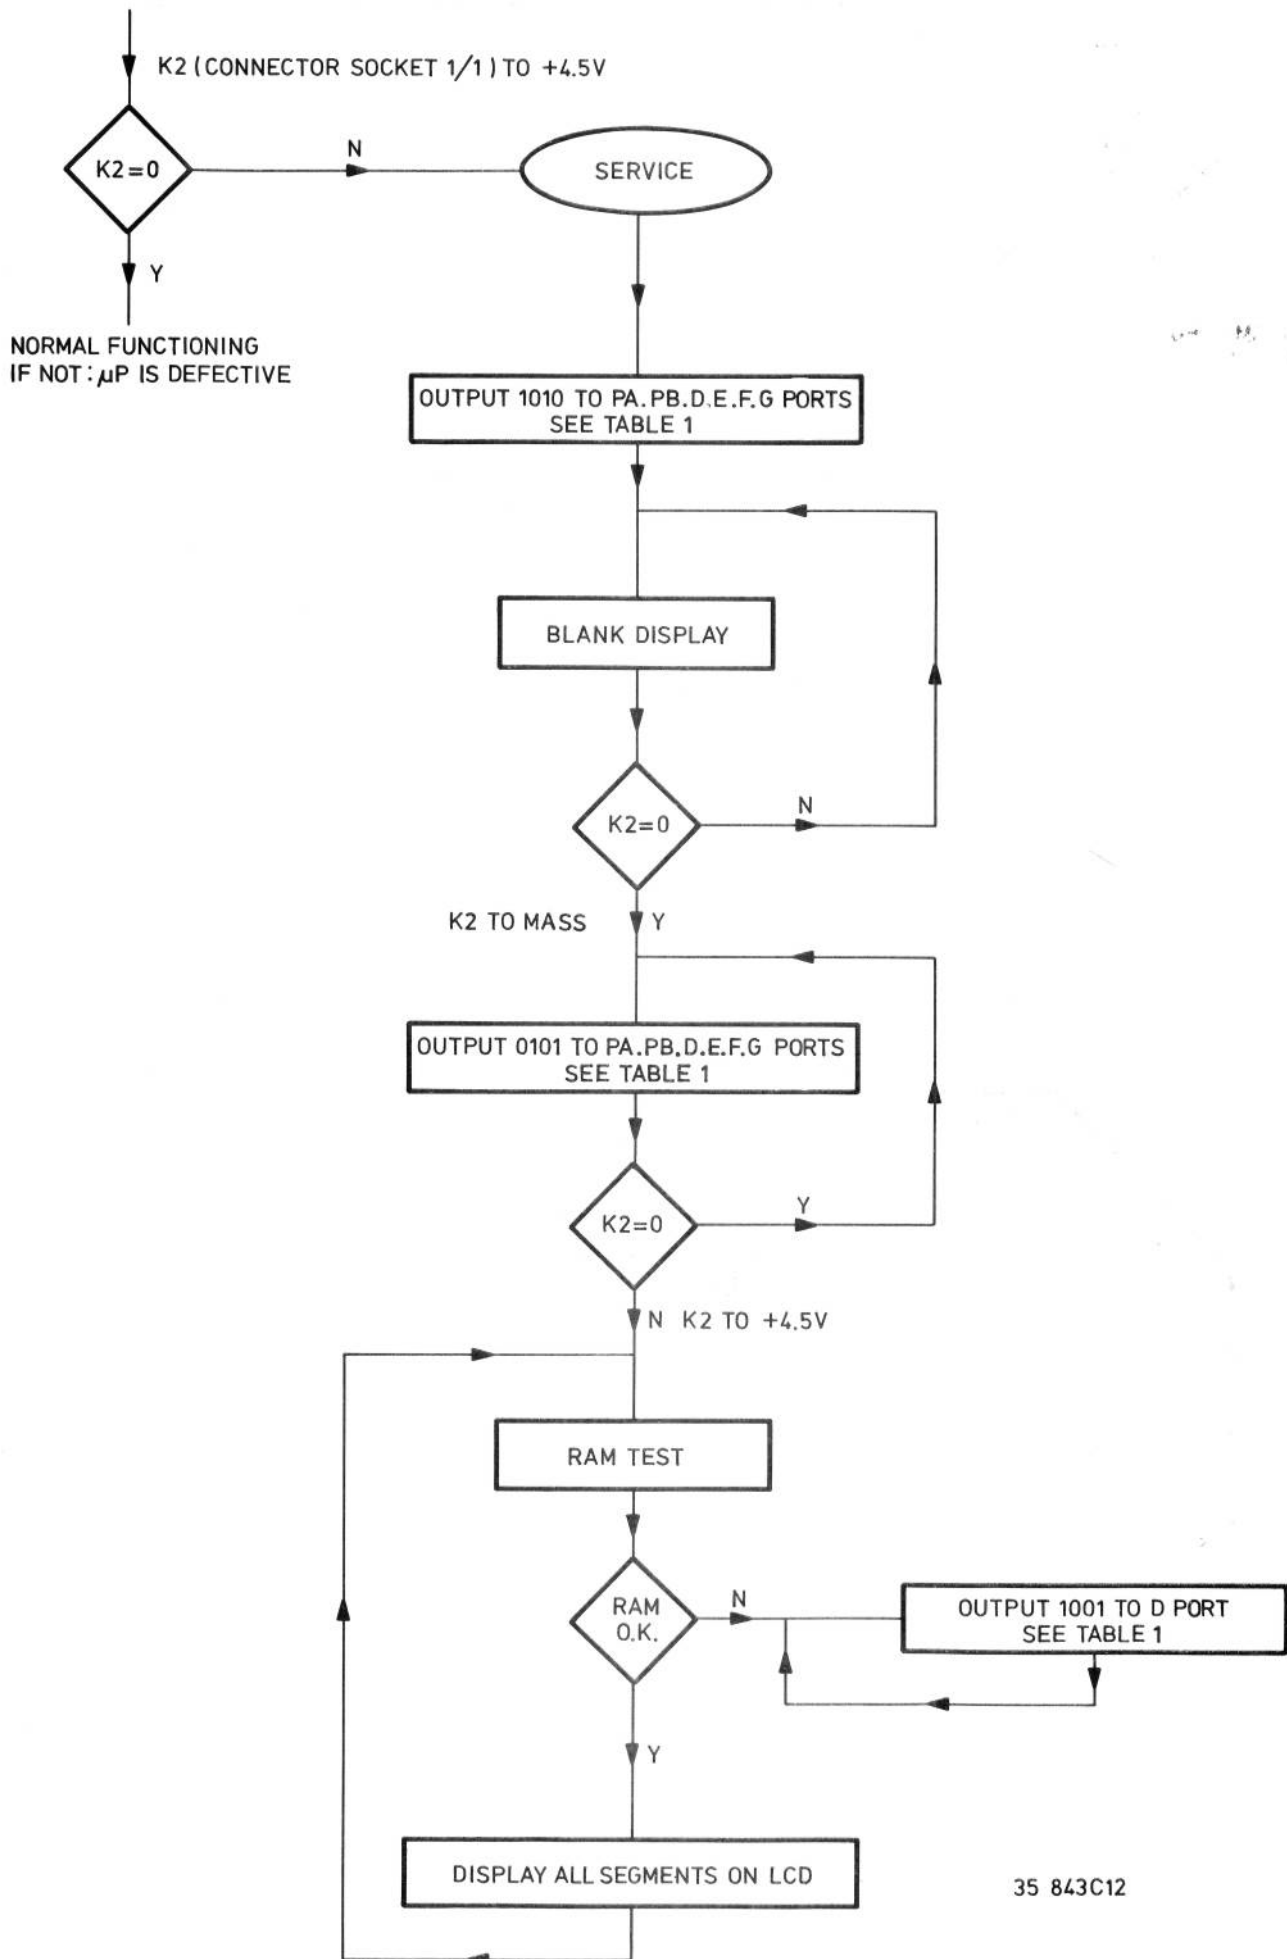 K2 (CONNECTOR SOCKET 1/1) TO +4.5V
K2=0
N
SERVICE
Y
NORMAL FUNCTIONING
IF NOT: µP IS DEFECTIVE
OUTPUT 1010 TO PA.PB.D.E.F.G PORTS
SEE TABLE 1
BLANK DISPLAY
K2=0
N
K2 TO MASS
Y
OUTPUT 0101 TO PA.PB.D.E.F.G PORTS
SEE TABLE 1
K2=0
Y
N K2 TO +4.5V
RAM TEST
RAM
O.K.
N
OUTPUT 1001 TO D PORT
SEE TABLE 1
Y
DISPLAY ALL SEGMENTS ON LCD
35 843C12